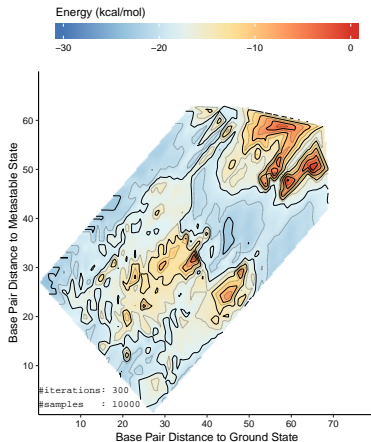 Energy (kcal/mol)
−30 −20 −10 0
Base Pair Distance to Metastable State
60
50
40
30
20
10
#iterations: 300
#samples   : 10000
10 20 30 40 50 60 70
Base Pair Distance to Ground State